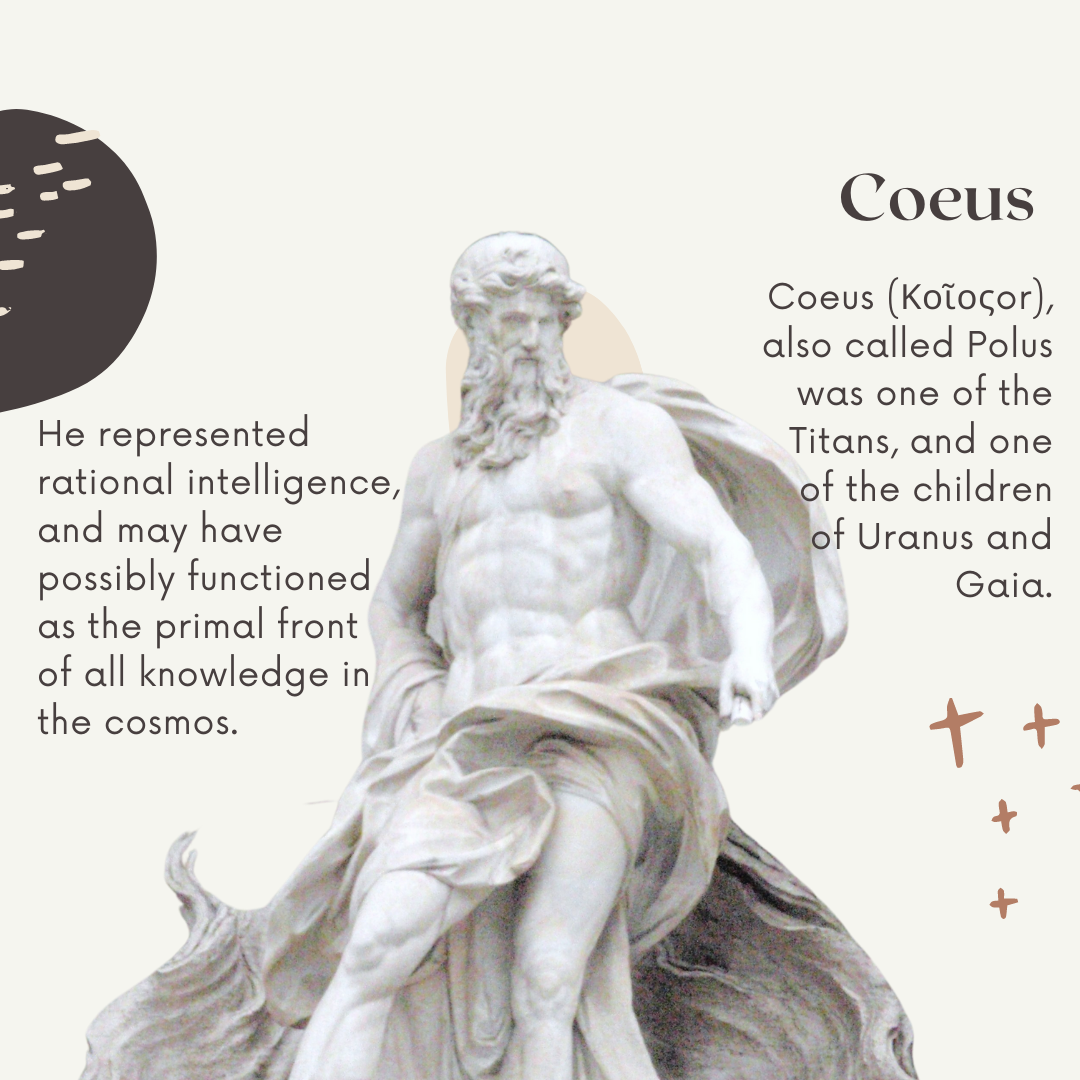 Coeus
Coeus (Κοῖοςor),
also called Polus
was one of the
Titans, and one
of the children
of Uranus and
Gaia.
He represented
rational intelligence,
and may have
possibly functioned
as the primal front
of all knowledge in
the cosmos.